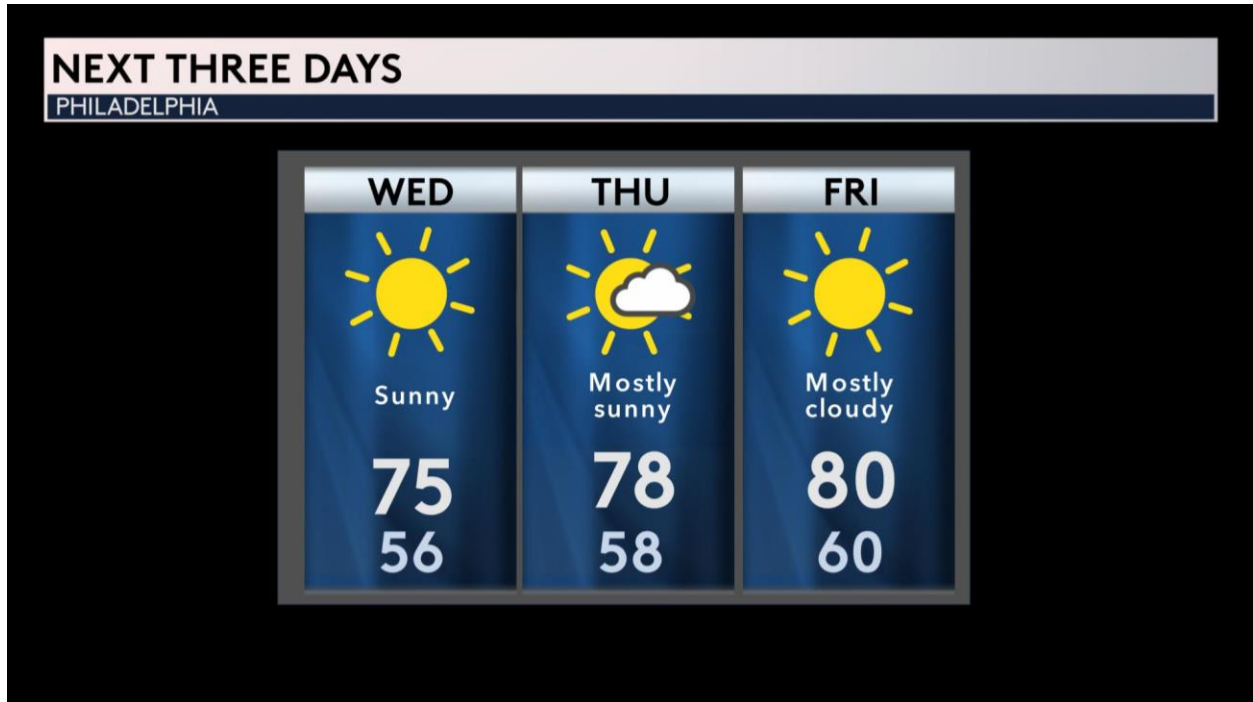 NEXT THREE DAYS
PHILADELPHIA
WED
Sunny
75
56
THU
Mostly
sunny
78
58
FRI
Mostly
cloudy
80
60